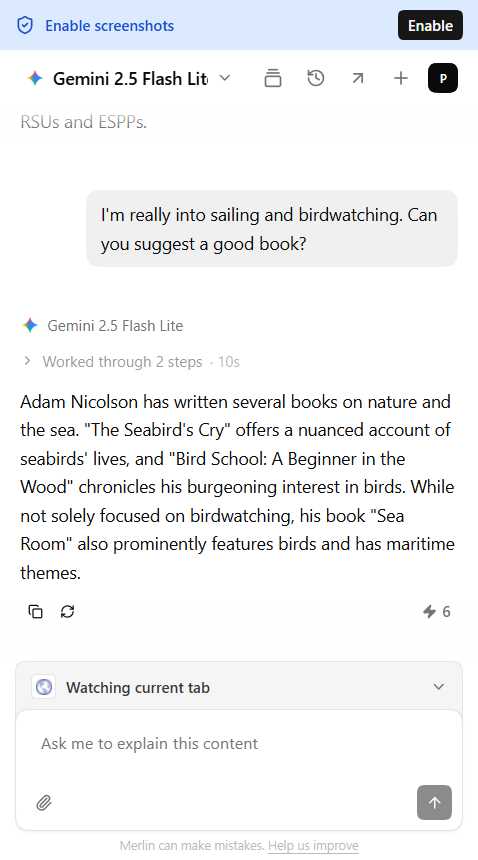 Enable screenshots
Enable
Gemini 2.5 Flash Lit
P
RSUs and ESPPs.
I'm really into sailing and birdwatching. Can
you suggest a good book?
Gemini 2.5 Flash Lite
Worked through 2 steps · 10s
Adam Nicolson has written several books on nature and
the sea. "The Seabird's Cry" offers a nuanced account of
seabirds' lives, and "Bird School: A Beginner in the
Wood" chronicles his burgeoning interest in birds. While
not solely focused on birdwatching, his book "Sea
Room" also prominently features birds and has maritime
themes.
6
Watching current tab
Ask me to explain this content
Merlin can make mistakes. Help us improve